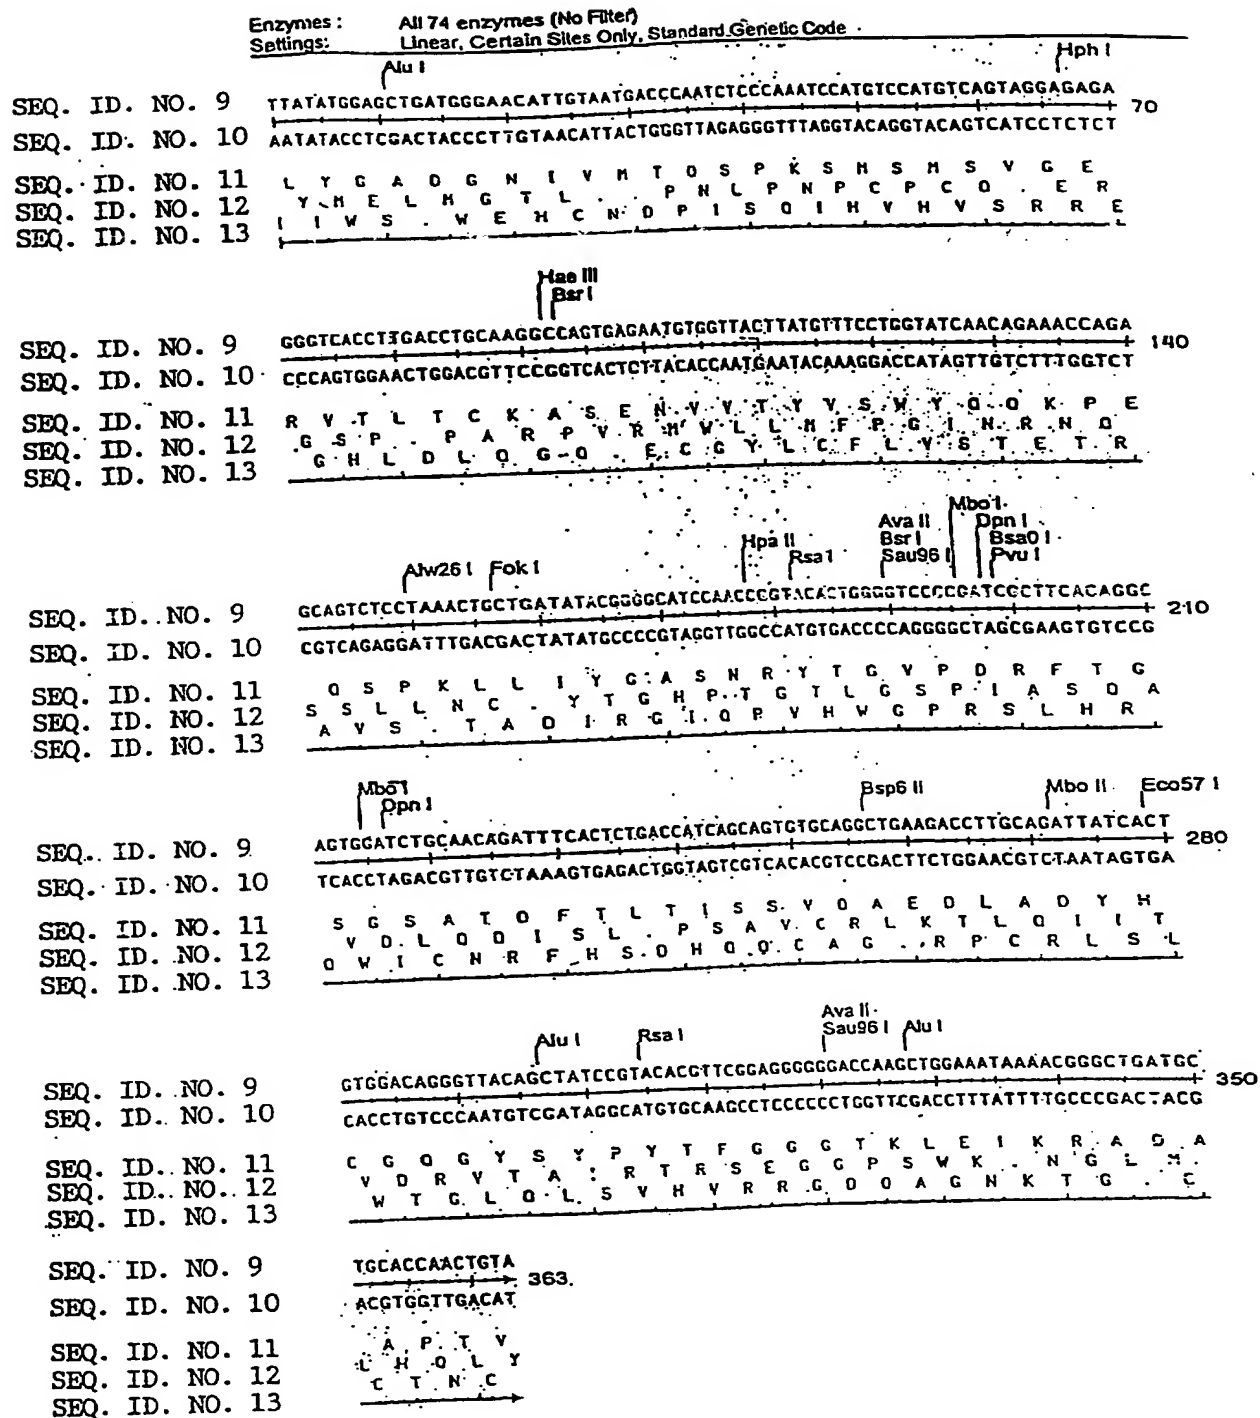 Enzymes : All 74 enzymes (No Filter)
Settings: Linear, Certain Sites Only, Standard Genetic Code
Alu I Hph I
SEQ. ID. NO. 9 TTATATGGAGCTGATGGGAACATTGTAATGACCCAATCTCCCAAATCCATGTCCATGTCAGTAGGAGAGA 70
SEQ. ID. NO. 10 AATATACCTCGACTACCCTTGTAACATTACTGGGTTAGAGGGTTTAGGTACAGGTACAGTCATCCTCTCT
SEQ. ID. NO. 11 L Y G A D G N I V M T Q S P K S M S M S V G E
SEQ. ID. NO. 12 Y M E L M G T L . . P N L P N P C P C Q . E R
SEQ. ID. NO. 13 I I W S . W E H C N D P I S Q I H V H V S R R E
Hae III
Bsr I
SEQ. ID. NO. 9 GGGTCACCTTGACCTGCAAGGCCAGTGAGAATGTGGTTACTTATGTTTCCTGGTATCAACAGAAACCAGA 140
SEQ. ID. NO. 10 CCCAGTGGAACTGGACGTTCCGGTCACTCTTACACCAATGAATACAAAGGACCATAGTTGTCTTTGGTCT
SEQ. ID. NO. 11 R V T L T C K A S E N V V T Y V S W Y Q Q K P E
SEQ. ID. NO. 12 G S P . P A R P V R M W L L M F P G I N R N Q
SEQ. ID. NO. 13 G H L D L Q G Q . E C G Y L C F L V S T E T R
Mbo I
Ava II Dpn I
Hpa II Bsr I BsaO I
Alw26 I Fok I Rsa I Sau96 I Pvu I
SEQ. ID. NO. 9 GCAGTCTCCTAAACTGCTGATATACGGGGCATCCAACCGGTACACTGGGGTCCCCGATCGCTTCACAGGC 210
SEQ. ID. NO. 10 CGTCAGAGGATTTGACGACTATATGCCCCGTAGGTTGGCCATGTGACCCCAGGGGCTAGCGAAGTGTCCG
SEQ. ID. NO. 11 Q S P K L L I Y G A S N R Y T G V P D R F T G
SEQ. ID. NO. 12 S S L L N C . Y T G H P T G T L G S P I A S Q A
SEQ. ID. NO. 13 A V S . T A D I R G I Q P V H W G P R S L H R
Mbo I
Dpn I Bsp6 II Mbo II Eco57 I
SEQ. ID. NO. 9 AGTGGATCTGCAACAGATTTCACTCTGACCATCAGCAGTGTGCAGGCTGAAGACCTTGCAGATTATCACT 280
SEQ. ID. NO. 10 TCACCTAGACGTTGTCTAAAGTGAGACTGGTAGTCGTCACACGTCCGACTTCTGGAACGTCTAATAGTGA
SEQ. ID. NO. 11 S G S A T D F T L T I S S V Q A E D L A D Y H
SEQ. ID. NO. 12 V D L Q Q I S L . P S A V C R L K T L Q I I T
SEQ. ID. NO. 13 Q W I C N R F H S D H Q Q C A G . R P C R L S L
Ava II
Alu I Rsa I Sau96 I Alu I
SEQ. ID. NO. 9 GTGGACAGGGTTACAGCTATCCGTACACGTTCGGAGGGGGGACCAAGCTGGAAATAAAACGGGCTGATGC 350
SEQ. ID. NO. 10 CACCTGTCCCAATGTCGATAGGCATGTGCAAGCCTCCCCCCTGGTTCGACCTTTATTTTGCCCGACTACG
SEQ. ID. NO. 11 C G Q G Y S Y P Y T F G G G T K L E I K R A D A
SEQ. ID. NO. 12 V D R V T A I R T R S E G G P S W K . N G L M
SEQ. ID. NO. 13 W T G L Q L S V H V R R G D Q A G N K T G . C
SEQ. ID. NO. 9 TGCACCAACTGTA 363
SEQ. ID. NO. 10 ACGTGGTTGACAT
SEQ. ID. NO. 11 A P T V
SEQ. ID. NO. 12 L H Q L Y
SEQ. ID. NO. 13 C T N C